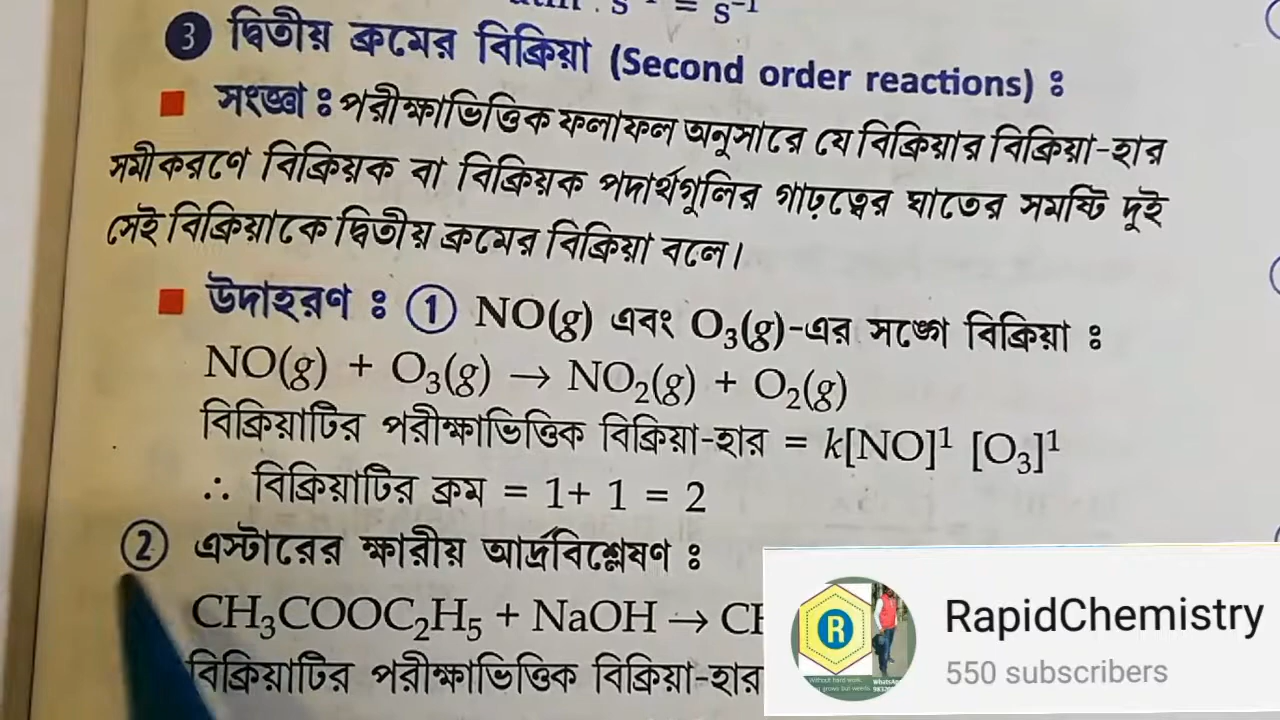 = s⁻¹
3 দ্বিতীয় ক্রমের বিক্রিয়া (Second order reactions) ঃ
■ সংজ্ঞা ঃ পরীক্ষাভিত্তিক ফলাফল অনুসারে যে বিক্রিয়ার বিক্রিয়া-হার
সমীকরণে বিক্রিয়ক বা বিক্রিয়ক পদার্থগুলির গাঢ়ত্বের ঘাতের সমষ্টি দুই
সেই বিক্রিয়াকে দ্বিতীয় ক্রমের বিক্রিয়া বলে।
■ উদাহরণ ঃ ① NO(g) এবং O₃(g)-এর সঙ্গে বিক্রিয়া ঃ
NO(g) + O₃(g) → NO₂(g) + O₂(g)
বিক্রিয়াটির পরীক্ষাভিত্তিক বিক্রিয়া-হার = k[NO]¹ [O₃]¹
∴ বিক্রিয়াটির ক্রম = 1+ 1 = 2
② এস্টারের ক্ষারীয় আর্দ্রবিশ্লেষণ ঃ
CH₃COOC₂H₅ + NaOH → CH
বিক্রিয়াটির পরীক্ষাভিত্তিক বিক্রিয়া-হার
R
RapidChemistry
550 subscribers